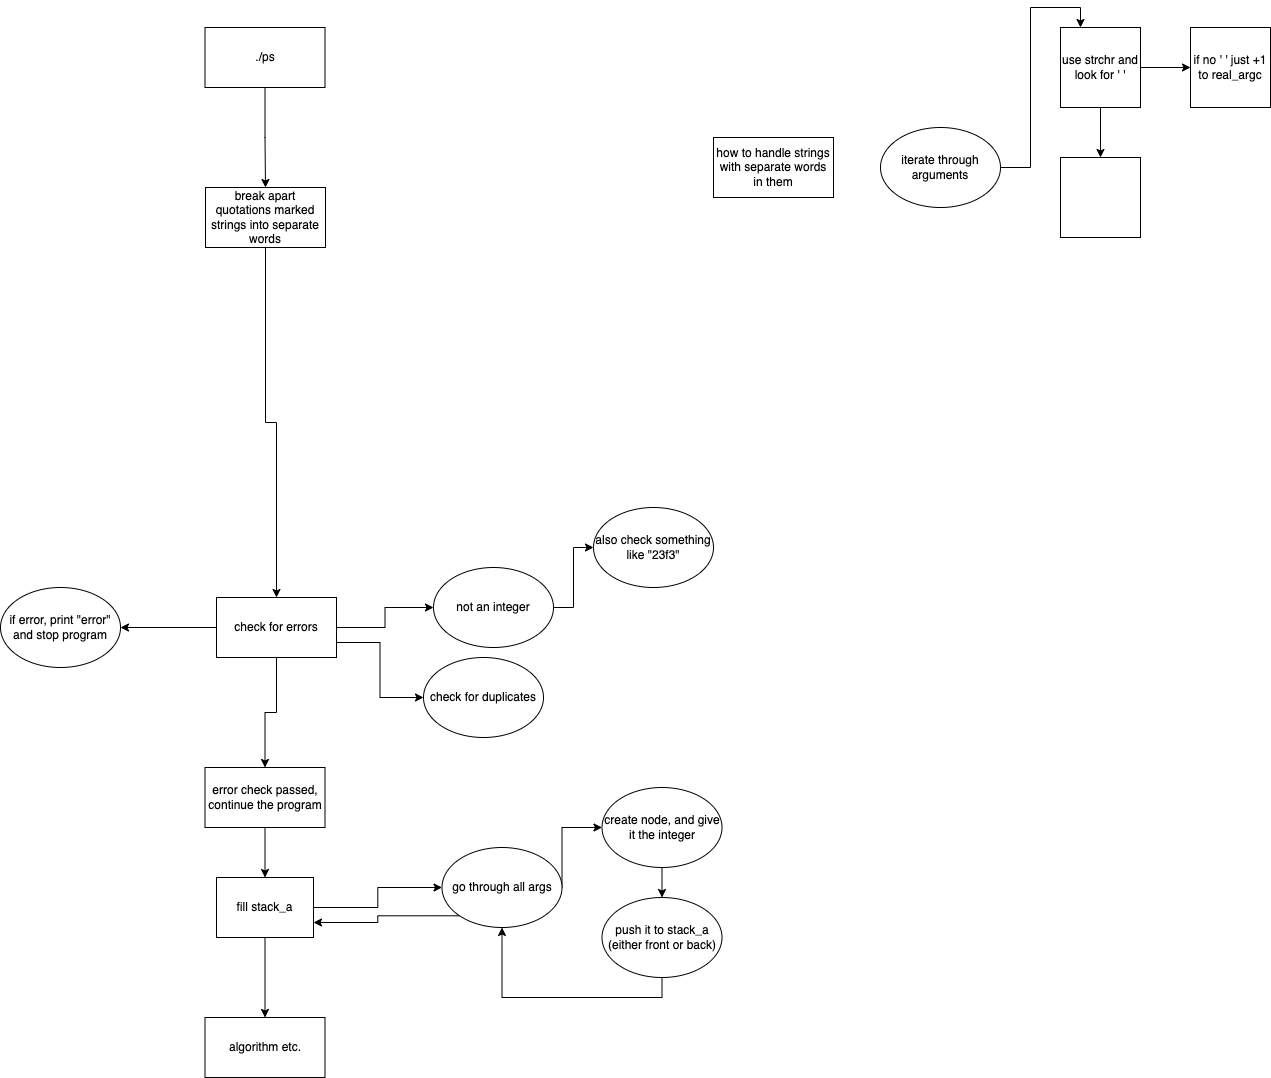 ./ps
break apart
quotations marked
strings into separate
words
how to handle strings
with separate words
in them
iterate through
arguments
use strchr and
look for ' '
if no ' ' just +1
to real_argc
also check something
like "23f3"
not an integer
if error, print "error"
and stop program
check for errors
check for duplicates
error check passed,
continue the program
create node, and give
it the integer
go through all args
fill stack_a
push it to stack_a
(either front or back)
algorithm etc.